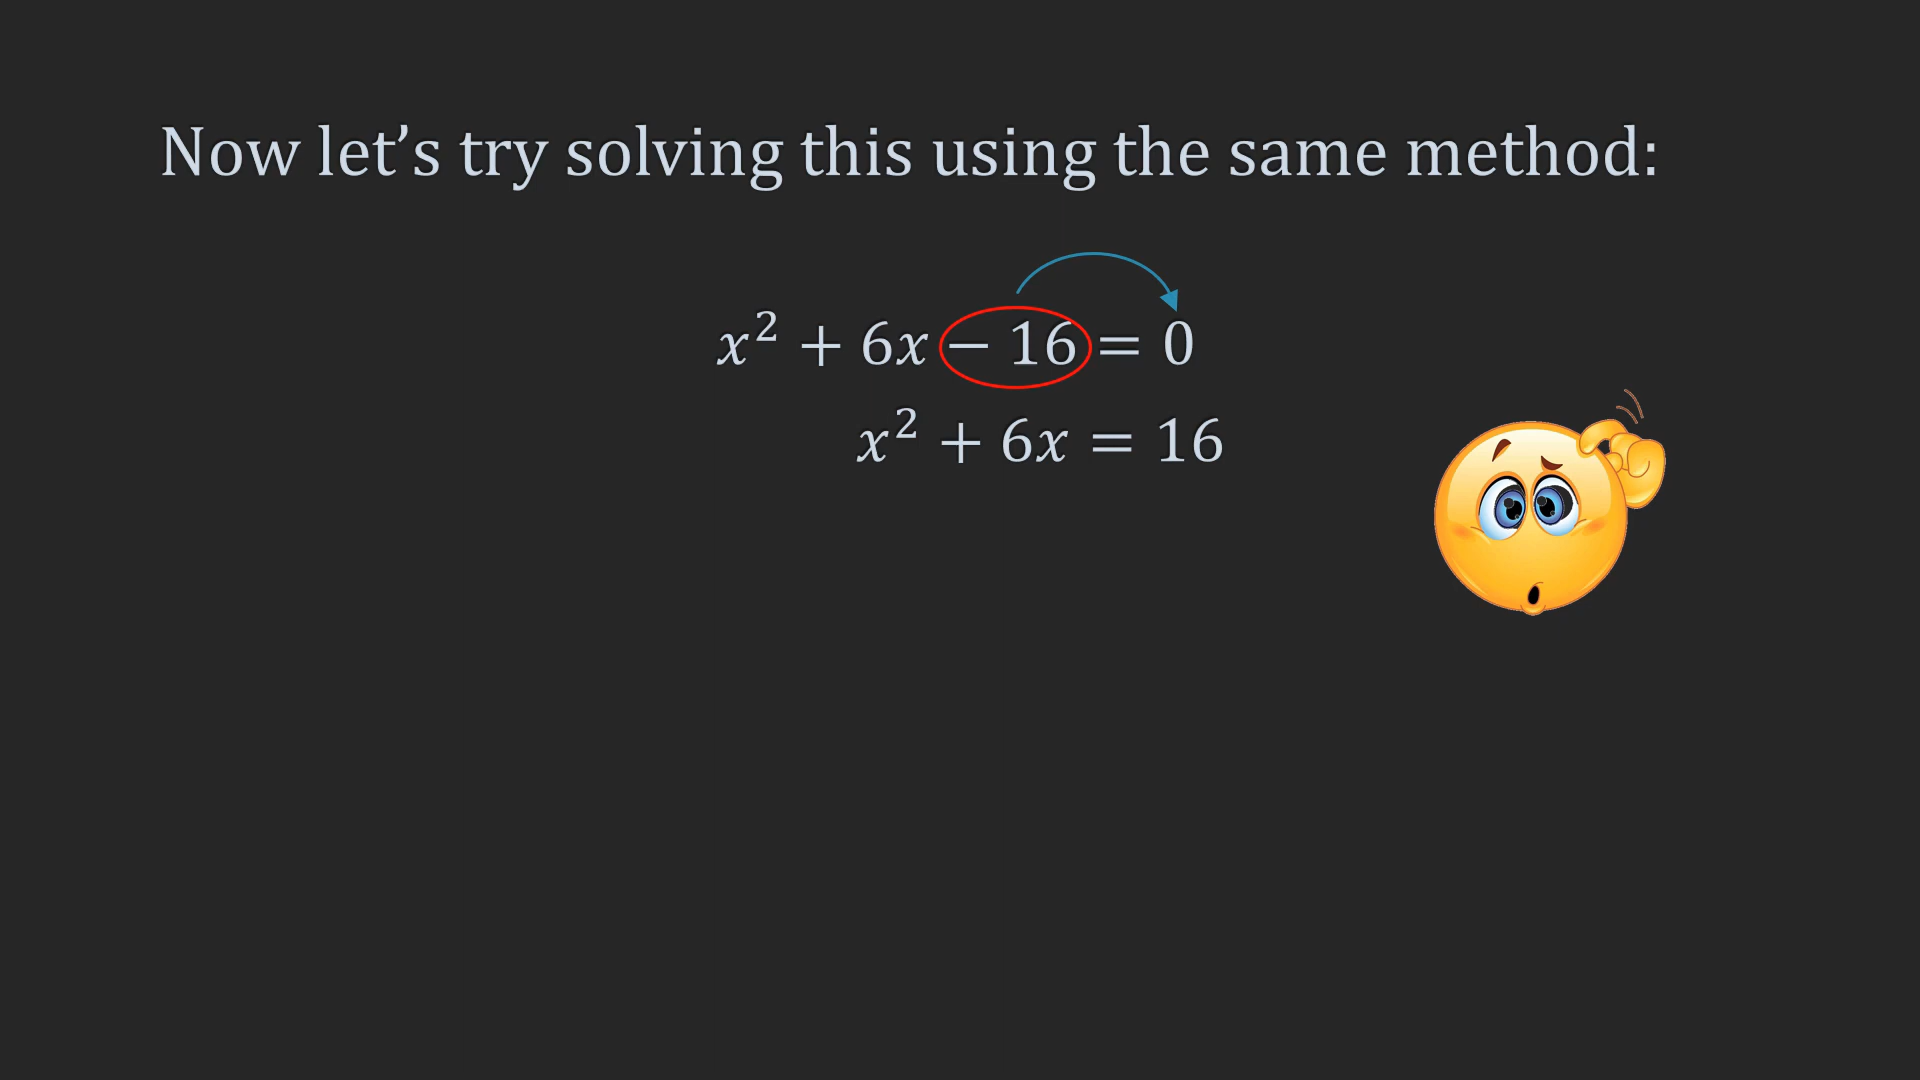 Now let’s try solving this using the same method:
x² + 6x − 16 = 0
x² + 6x = 16